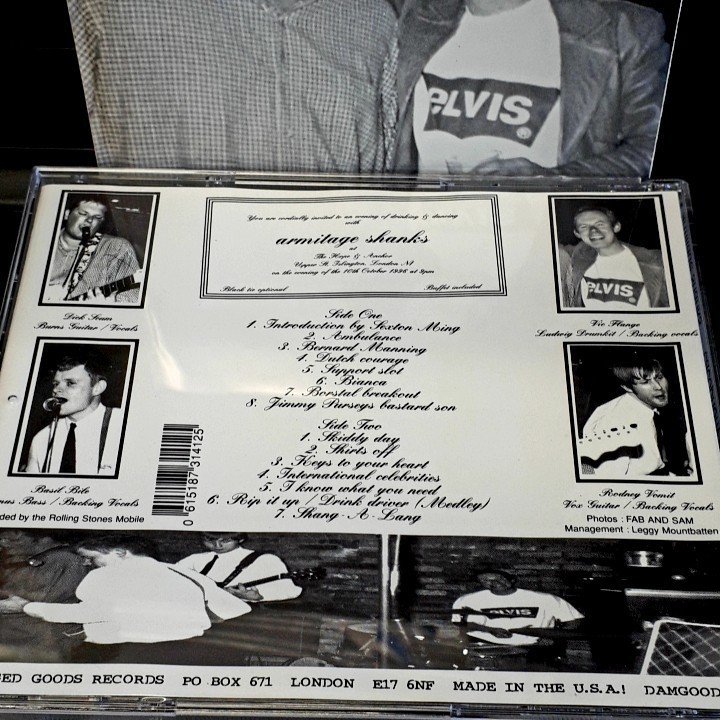 ELVIS
®
You are cordially invited to an evening of drinking & dancing
with
armitage shanks
at
The Hope & Anchor
Upper St, Islington, London N1
on the evening of the 10th October 1996 at 9pm
Black tie optional
Buffet included
Dick Scum
Burns Guitar / Vocals
Vic Flange
Ludwig Drumkit / Backing vocals
ELVIS
Side One
1. Introduction by Sexton Ming
2. Ambulance
3. Bernard Manning
4. Dutch courage
5. Support slot
6. Bianca
7. Borstal breakout
8. Jimmy Purseys bastard son
Side Two
1. Skiddy day
2. Shirts off
3. Keys to your heart
4. International celebrities
5. I know what you need
6. Rip it up / Drink driver (Medley)
7. Shang-A-Lang
0 615187 314125
Basil Bile
Bass / Backing Vocals
ded by the Rolling Stones Mobile
Rodney Vomit
Vox Guitar / Backing Vocals
Photos : FAB AND SAM
Management : Leggy Mountbatten
ELVIS
GED GOODS RECORDS PO BOX 671 LONDON E17 6NF MADE IN THE U.S.A.! DAMGOOD